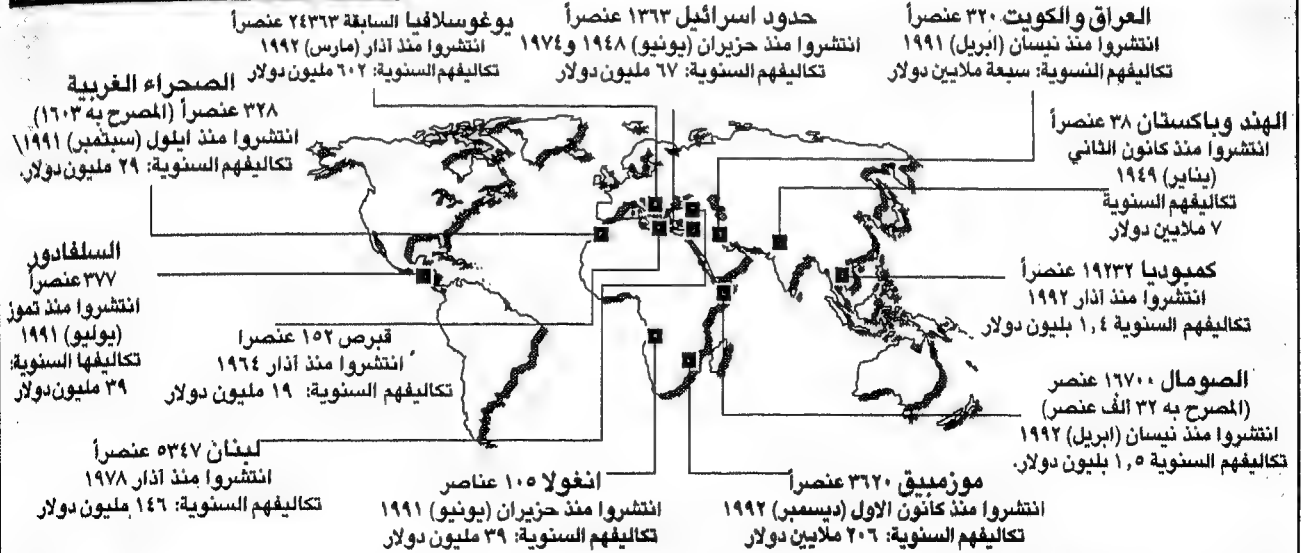 العراق والكويت ٣٢٠ عنصراً
انتشروا منذ نيسان (ابريل) ١٩٩١
تكاليفهم النسوية: سبعة ملايين دولار
حدود اسرائيل ١٣٦٣ عنصراً
انتشروا منذ حزيران (يونيو) ١٩٤٨ و١٩٧٤
تكاليفهم السنوية: ٦٧ مليون دولار
يوغوسلافيا السابقة ٢٤٣٦٣ عنصراً
انتشروا منذ آذار (مارس) ١٩٩٢
تكاليفهم السنوية: ٦٠٢ مليون دولار
الصحراء الغربية
٣٢٨ عنصراً (المصرح به ١٦٠٣)
انتشروا منذ ايلول (سبتمبر) ١٩٩١\
تكاليفهم السنوية: ٢٩ مليون دولار.
الهند وباكستان ٣٨ عنصراً
انتشروا منذ كانون الثاني
(يناير) ١٩٤٩
تكاليفهم السنوية
٧ ملايين دولار
السلفادور
٣٧٧ عنصراً
انتشروا منذ تموز
(يوليو) ١٩٩١
تكاليفها السنوية:
٣٩ مليون دولار
كمبوديا ١٩٢٣٢ عنصراً
انتشروا منذ آذار ١٩٩٢
تكاليفهم السنوية ١,٤ بليون دولار
قبرص ١٥٢ عنصرا
انتشروا منذ آذار ١٩٦٤
تكاليفهم السنوية: ١٩ مليون دولار
الصومال ١٦٧٠٠ عنصر
(المصرح به ٣٢ ألف عنصر)
انتشروا منذ نيسان (ابريل) ١٩٩٢
تكاليفهم السنوية ١,٥ بليون دولار.
لبنان ٥٣٤٧ عنصراً
انتشروا منذ آذار ١٩٧٨
تكاليفهم السنوية: ١٤٦ مليون دولار
انغولا ١٠٥ عناصر
انتشروا منذ حزيران (يونيو) ١٩٩١
تكاليفهم السنوية: ٣٩ مليون دولار
موزمبيق ٣٦٢٠ عنصراً
انتشروا منذ كانون الاول (ديسمبر) ١٩٩٢
تكاليفهم السنوية: ٢٠٦ ملايين دولار